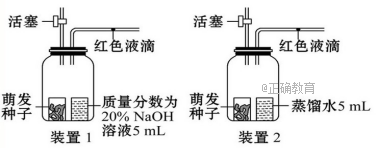 活塞
红色液滴
萌发
种子
质量分数为
20% NaOH
溶液5 mL
装置1
活塞
红色液滴
@正确教育
萌发
种子
蒸馏水5 mL
装置2